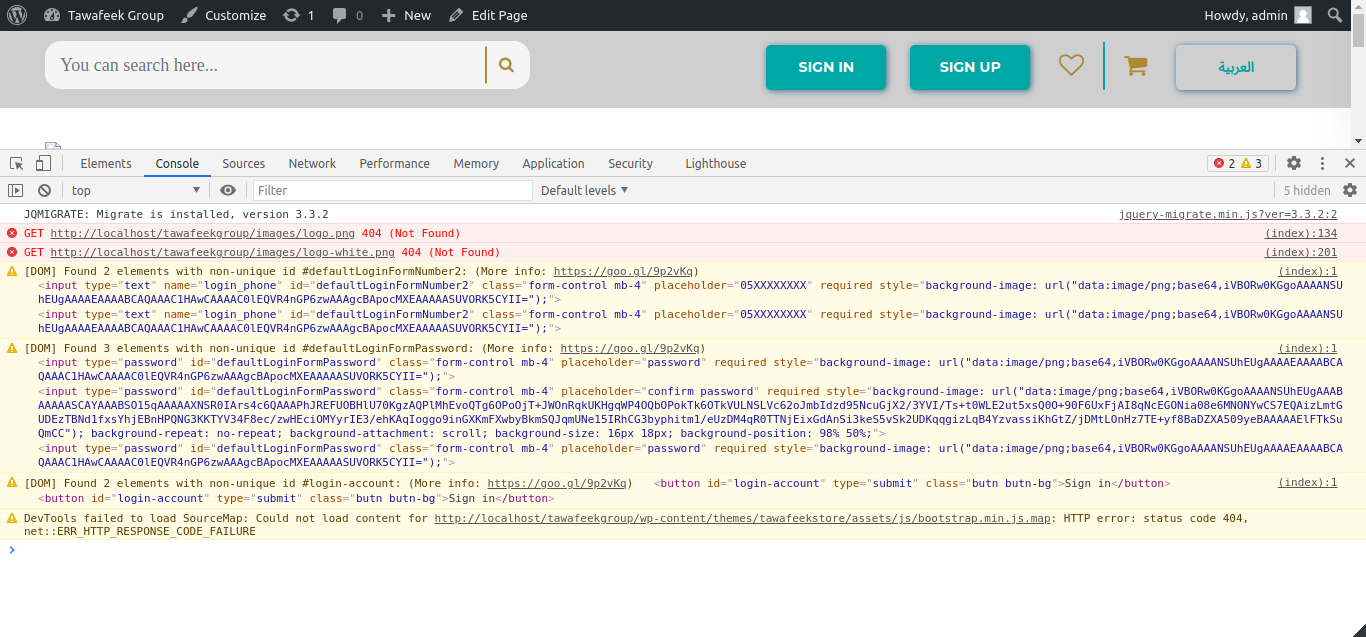 Tawafeek Group Customize 1 0 New Edit Page Howdy, admin
You can search here... SIGN IN SIGN UP العربية
Elements Console Sources Network Performance Memory Application Security Lighthouse 2 3
top Filter Default levels 5 hidden
JQMIGRATE: Migrate is installed, version 3.3.2 jquery-migrate.min.js?ver=3.3.2:2
GET http://localhost/tawafeekgroup/images/logo.png 404 (Not Found) (index):134
GET http://localhost/tawafeekgroup/images/logo-white.png 404 (Not Found) (index):201
[DOM] Found 2 elements with non-unique id #defaultLoginFormNumber2: (More info: https://goo.gl/9p2vKq) (index):1
<input type="text" name="login_phone" id="defaultLoginFormNumber2" class="form-control mb-4" placeholder="05XXXXXXXX" required style="background-image: url("data:image/png;base64,iVBORw0KGgoAAAANSU
hEUgAAAAEAAAABCAQAAAC1HAwCAAAAC0lEQVR4nGP6zwAAAgcBApocMXEAAAAASUVORK5CYII=");">
<input type="text" name="login_phone" id="defaultLoginFormNumber2" class="form-control mb-4" placeholder="05XXXXXXXX" required style="background-image: url("data:image/png;base64,iVBORw0KGgoAAAANSU
hEUgAAAAEAAAABCAQAAAC1HAwCAAAAC0lEQVR4nGP6zwAAAgcBApocMXEAAAAASUVORK5CYII=");">
[DOM] Found 3 elements with non-unique id #defaultLoginFormPassword: (More info: https://goo.gl/9p2vKq) (index):1
<input type="password" id="defaultLoginFormPassword" class="form-control mb-4" placeholder="password" required style="background-image: url("data:image/png;base64,iVBORw0KGgoAAAANSUhEUgAAAAEAAAABCA
QAAAC1HAwCAAAAC0lEQVR4nGP6zwAAAgcBApocMXEAAAAASUVORK5CYII=");">
<input type="password" id="defaultLoginFormPassword" class="form-control mb-4" placeholder="confirm password" required style="background-image: url("data:image/png;base64,iVBORw0KGgoAAAANSUhEUgAAAB
AAAAASCAYAAABSO15qAAAAAXNSR0IArs4c6QAAAPhJREFUOBHlU70KgzAQPlMhEvoQTg6OPoOjT+JWOnRqkUKHgqWP4OQbOPokTk6OTkVULNSLVc62oJmbIdzd95NcuGjX2/3YVI/Ts+t0WLE2ut5xsQ0O+90F6UxFjAI8qNcEGONia08e6MNONYwCS7EQAizLmtG
UDEzTBNd1fxsYhjEBnHPQNG3KKTYV34F8ec/zwHEciOMYyrIE3/ehKAqIoggo9inGXKmFXwbyBkmSQJqmUNe15IRhCG3byphitm1/eUzDM4qR0TTNjEixGdAnSi3keS5vSk2UDKqqgizLqB4YzvassiKhGtZ/jDMtLOnHz7TE+yf8BaDZXA509yeBAAAAAElFTkSu
QmCC"); background-repeat: no-repeat; background-attachment: scroll; background-size: 16px 18px; background-position: 98% 50%;">
<input type="password" id="defaultLoginFormPassword" class="form-control mb-4" placeholder="password" required style="background-image: url("data:image/png;base64,iVBORw0KGgoAAAANSUhEUgAAAAEAAAABCA
QAAAC1HAwCAAAAC0lEQVR4nGP6zwAAAgcBApocMXEAAAAASUVORK5CYII=");">
[DOM] Found 2 elements with non-unique id #login-account: (More info: https://goo.gl/9p2vKq) <button id="login-account" type="submit" class="butn butn-bg">Sign in</button> (index):1
<button id="login-account" type="submit" class="butn butn-bg">Sign in</button>
DevTools failed to load SourceMap: Could not load content for http://localhost/tawafeekgroup/wp-content/themes/tawafeekstore/assets/js/bootstrap.min.js.map: HTTP error: status code 404,
net::ERR_HTTP_RESPONSE_CODE_FAILURE